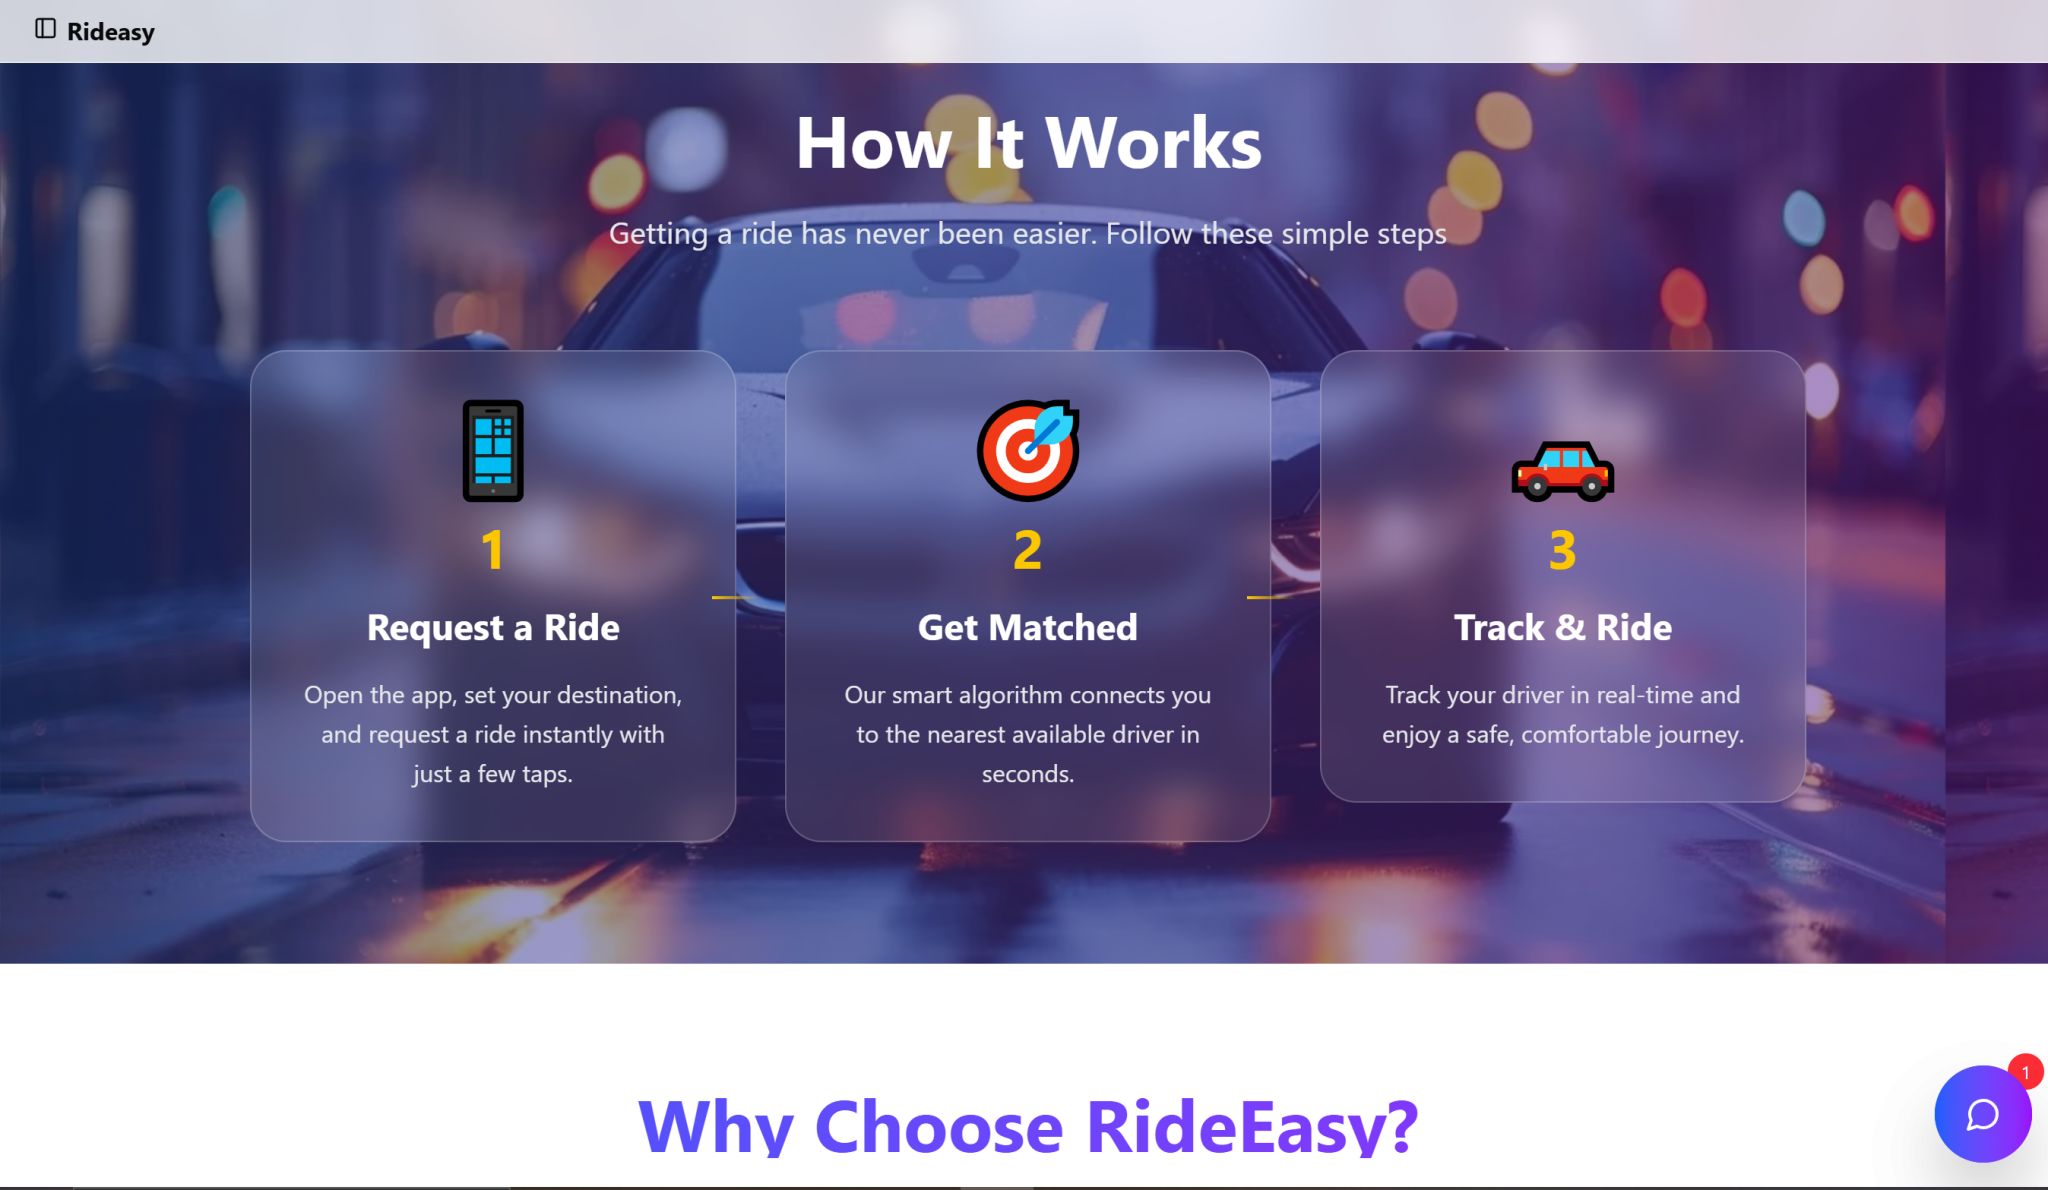 Rideasy
How It Works
Getting a ride has never been easier. Follow these simple steps
1
Request a Ride
Open the app, set your destination,
and request a ride instantly with
just a few taps.
2
Get Matched
Our smart algorithm connects you
to the nearest available driver in
seconds.
3
Track & Ride
Track your driver in real-time and
enjoy a safe, comfortable journey.
Why Choose RideEasy?
1